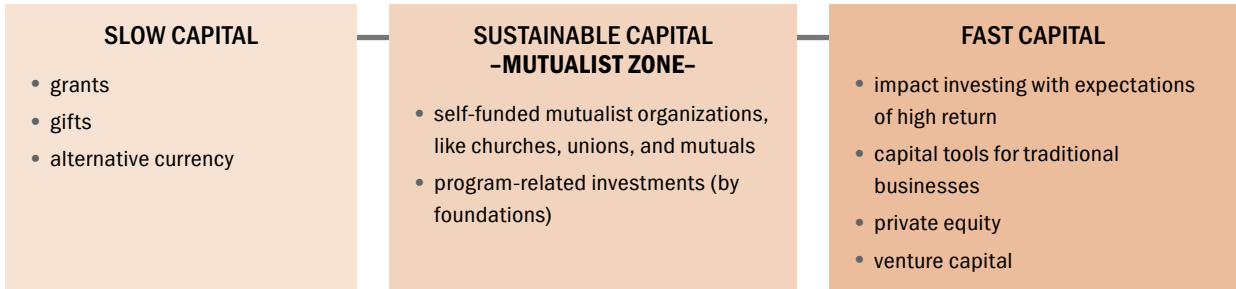 SLOW CAPITAL
• grants
• gifts
• alternative currency
SUSTAINABLE CAPITAL
–MUTUALIST ZONE–
• self-funded mutualist organizations,
like churches, unions, and mutuals
• program-related investments (by
foundations)
FAST CAPITAL
• impact investing with expectations
of high return
• capital tools for traditional
businesses
• private equity
• venture capital